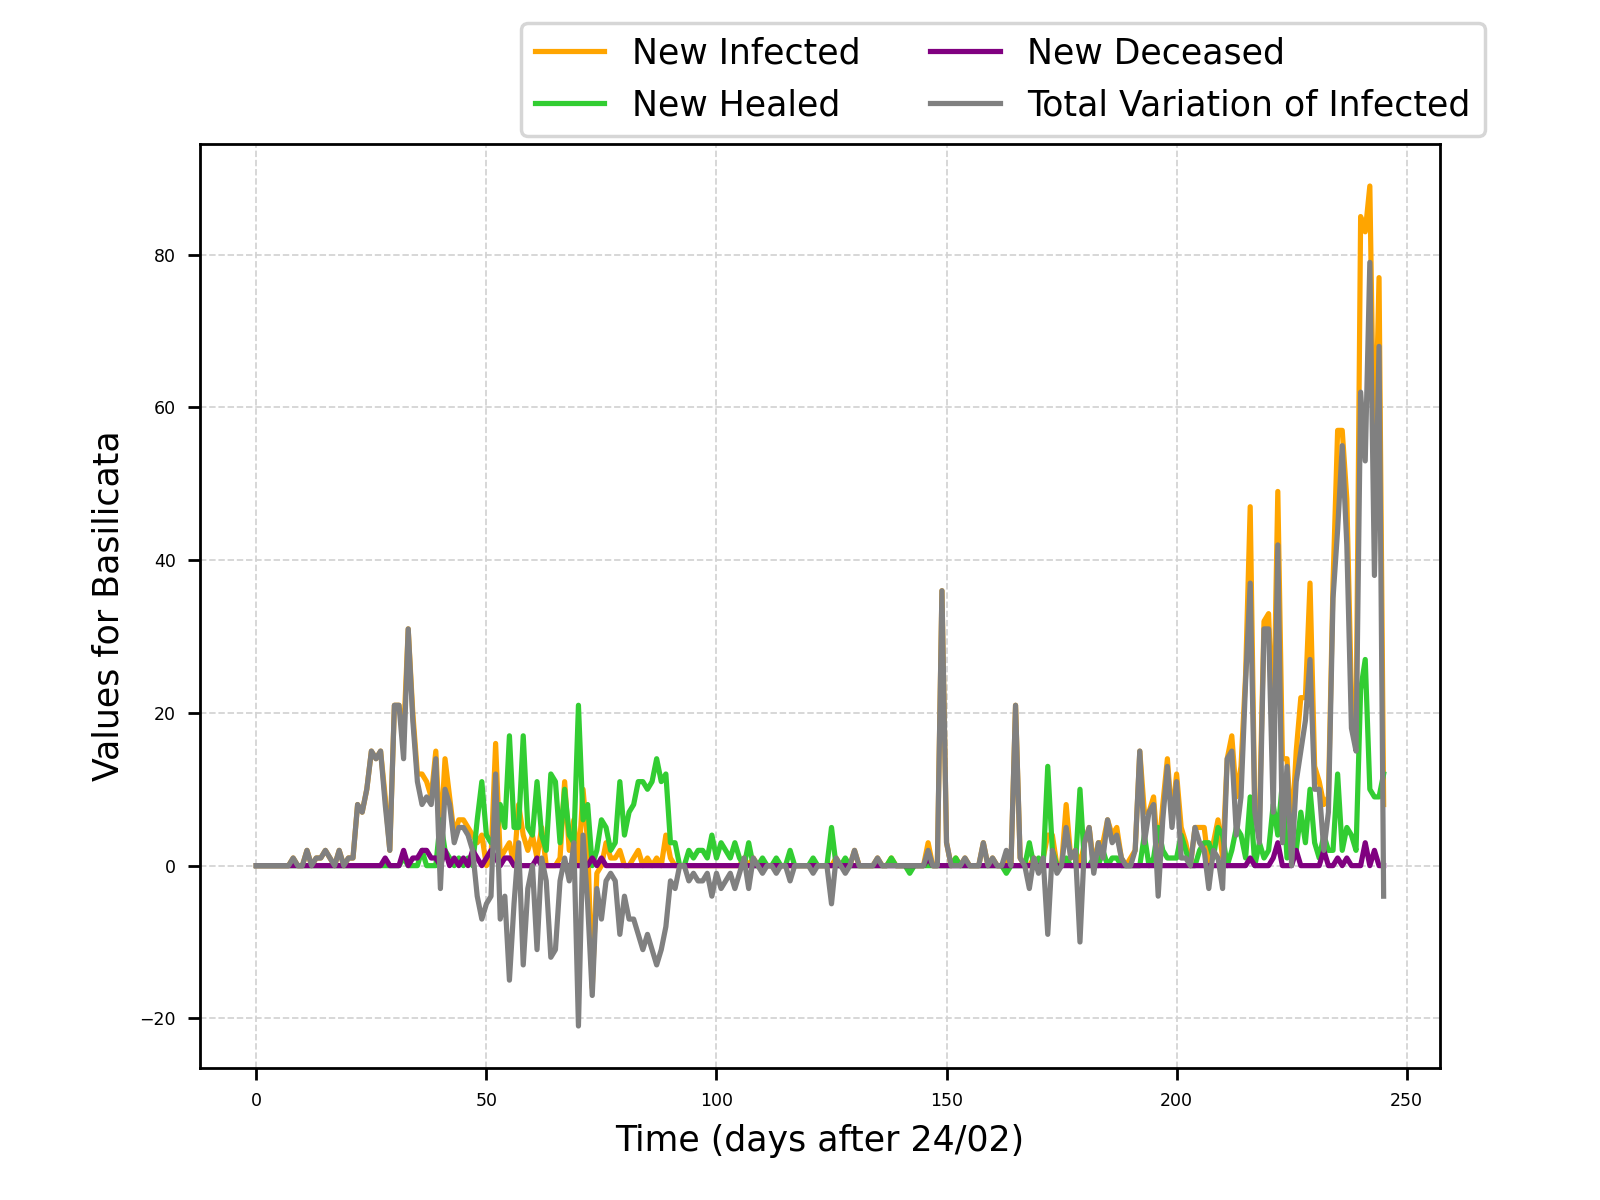 New Infected
New Deceased
New Healed
Total Variation of Infected
80
60
40
20
0
−20
Values for Basilicata
0
50
100
150
200
250
Time (days after 24/02)